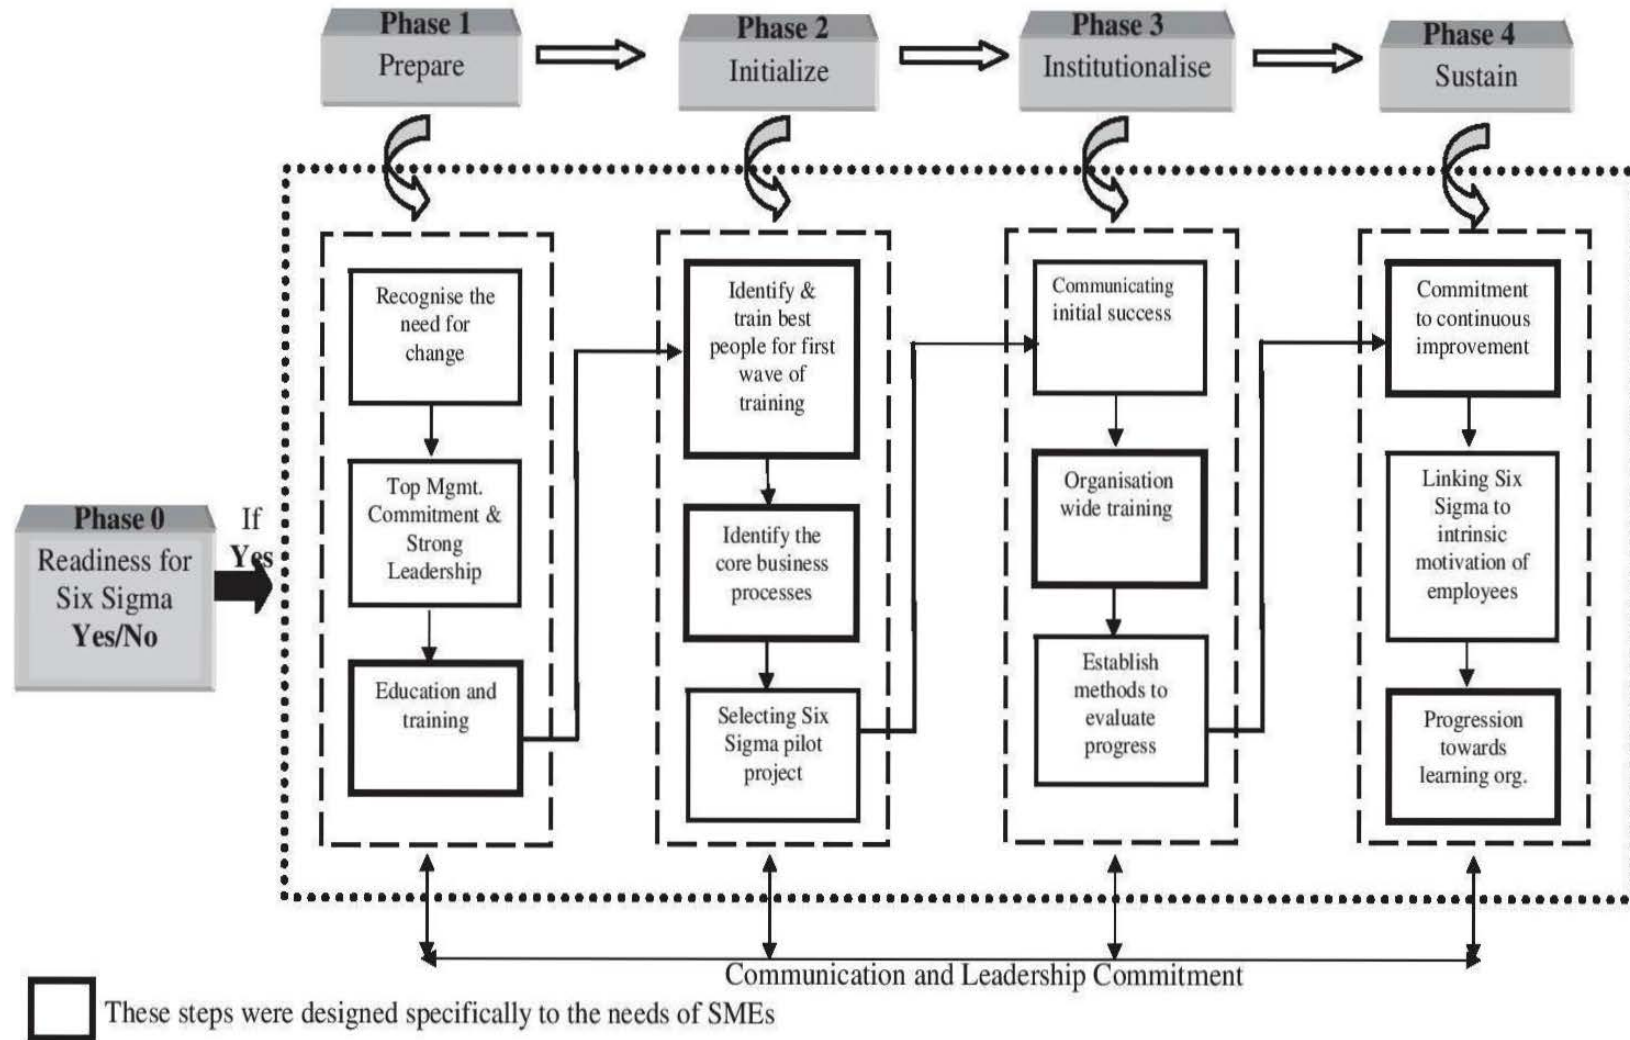 Phase 1
Prepare
Phase 2
Initialize
Phase 3
Institutionalise
Phase 4
Sustain
Phase 0
Readiness for
Six Sigma
Yes/No
If
Yes
Recognise the
need for
change
Top Mgmt.
Commitment &
Strong
Leadership
Education and
training
Identify &
train best
people for first
wave of
training
Identify the
core business
processes
Selecting Six
Sigma pilot
project
Communicating
initial success
Organisation
wide training
Establish
methods to
evaluate
progress
Commitment
to continuous
improvement
Linking Six
Sigma to
intrinsic
motivation of
employees
Progression
towards
learning org.
Communication and Leadership Commitment
These steps were designed specifically to the needs of SMEs